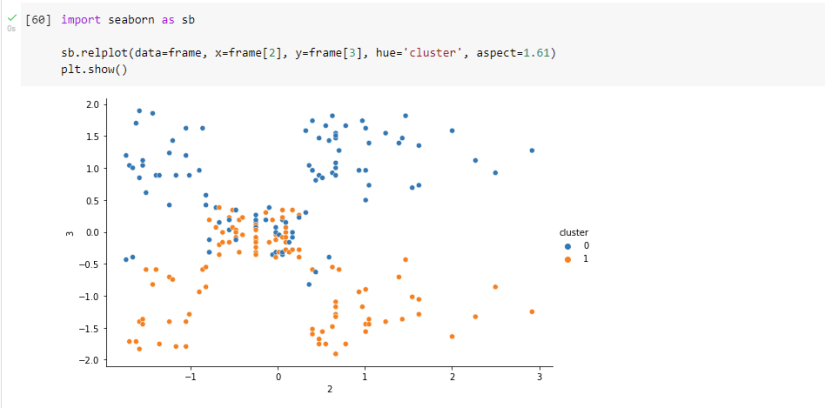 [60] import seaborn as sb
0s
sb.relplot(data=frame, x=frame[2], y=frame[3], hue='cluster', aspect=1.61)
plt.show()
2.0
1.5
1.0
0.5
0.0
−0.5
−1.0
−1.5
−2.0
3
−1 0 1 2 3
2
cluster
0
1